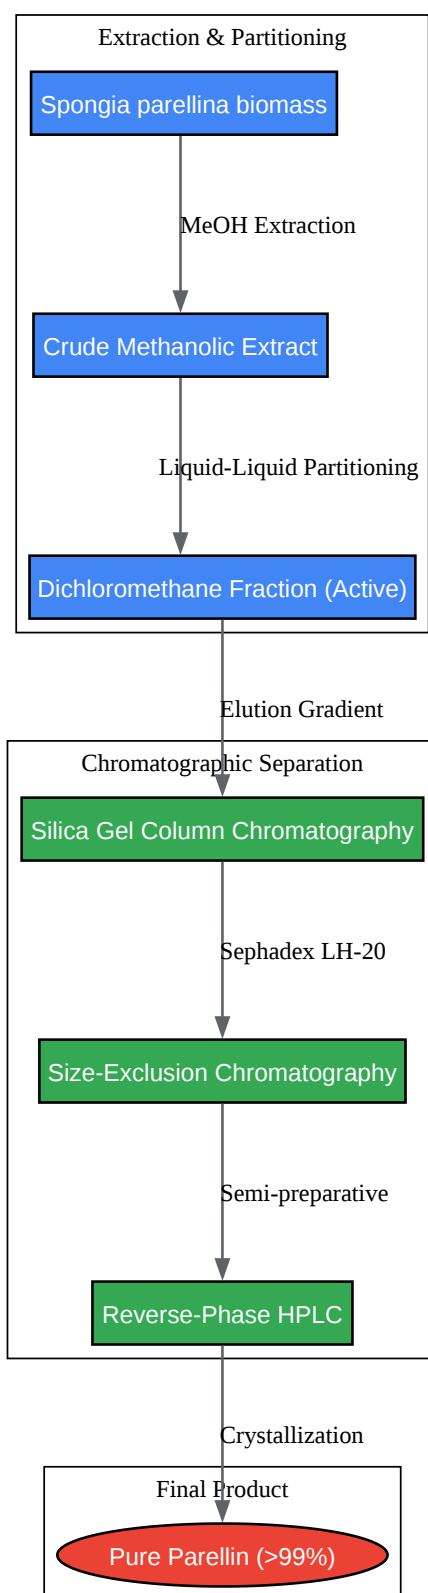 Extraction & Partitioning
Spongia parellina biomass
MeOH Extraction
Crude Methanolic Extract
Liquid-Liquid Partitioning
Dichloromethane Fraction (Active)
Elution Gradient
Chromatographic Separation
Silica Gel Column Chromatography
Sephadex LH-20
Size-Exclusion Chromatography
Semi-preparative
Reverse-Phase HPLC
Crystallization
Final Product
Pure Parellin (>99%)